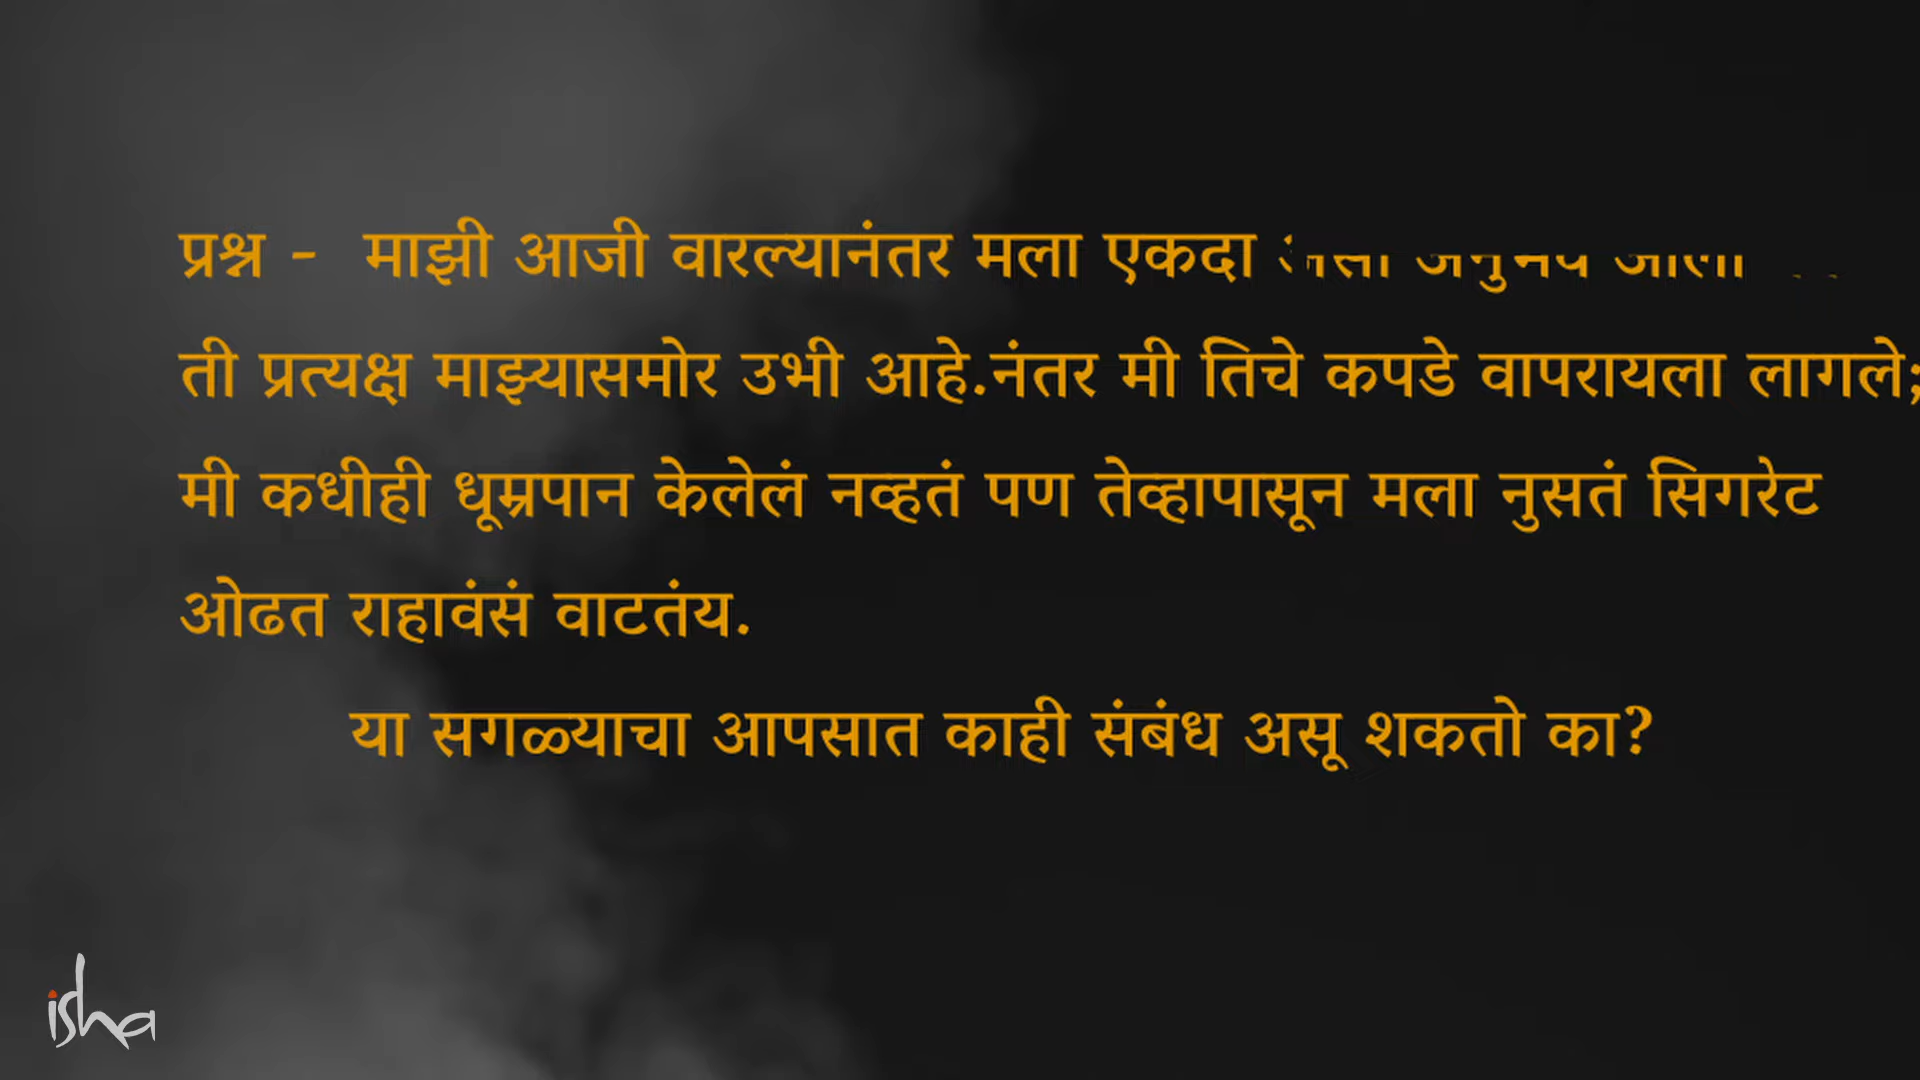 प्रश्न - माझी आजी वारल्यानंतर मला एकदा
ती प्रत्यक्ष माझ्यासमोर उभी आहे.नंतर मी तिचे कपडे वापरायला लागले;
मी कधीही धूम्रपान केलेलं नव्हतं पण तेव्हापासून मला नुसतं सिगरेट
ओढत राहावंसं वाटतंय.
या सगळ्याचा आपसात काही संबंध असू शकतो का?
isha